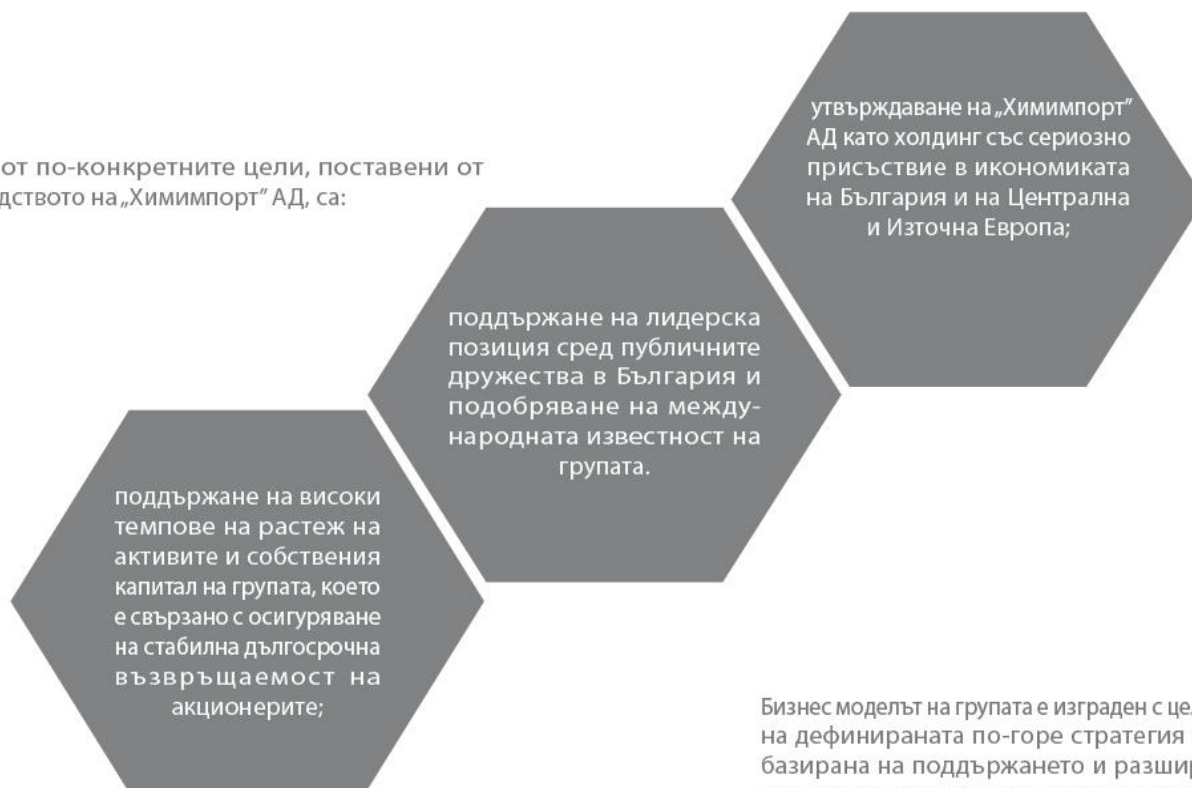 от по-конкретните цели, поставени от
на „Химимпорт” АД, са:
утвърждаване на „Химимпорт”
АД като холдинг със сериозно
присъствие в икономиката
на България и на Централна
и Източна Европа;
поддържане на лидерска
позиция сред публичните
дружества в България и
подобряване на между-
народната известност на
групата.
поддържане на високи
темпове на растеж на
активите и собствения
капитал на групата, което
е свързано с осигуряване
на стабилна дългосрочна
възвръщаемост на
акционерите;
Бизнес моделът на групата е изграден с
на дефинираната по-горе стратегия
базирана на поддържането и